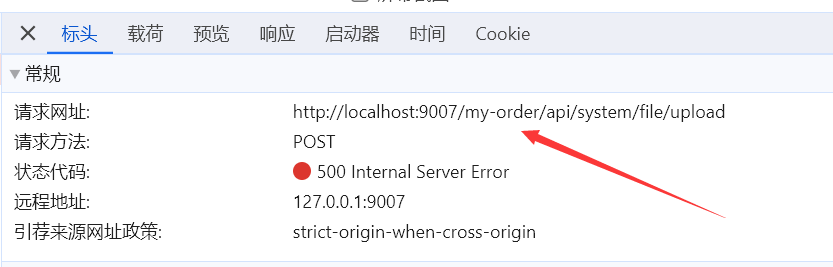 标头 载荷 预览 响应 启动器 时间 Cookie
常规
请求网址: http://localhost:9007/my-order/api/system/file/upload
请求方法: POST
状态代码: 500 Internal Server Error
远程地址: 127.0.0.1:9007
引荐来源网址政策: strict-origin-when-cross-origin